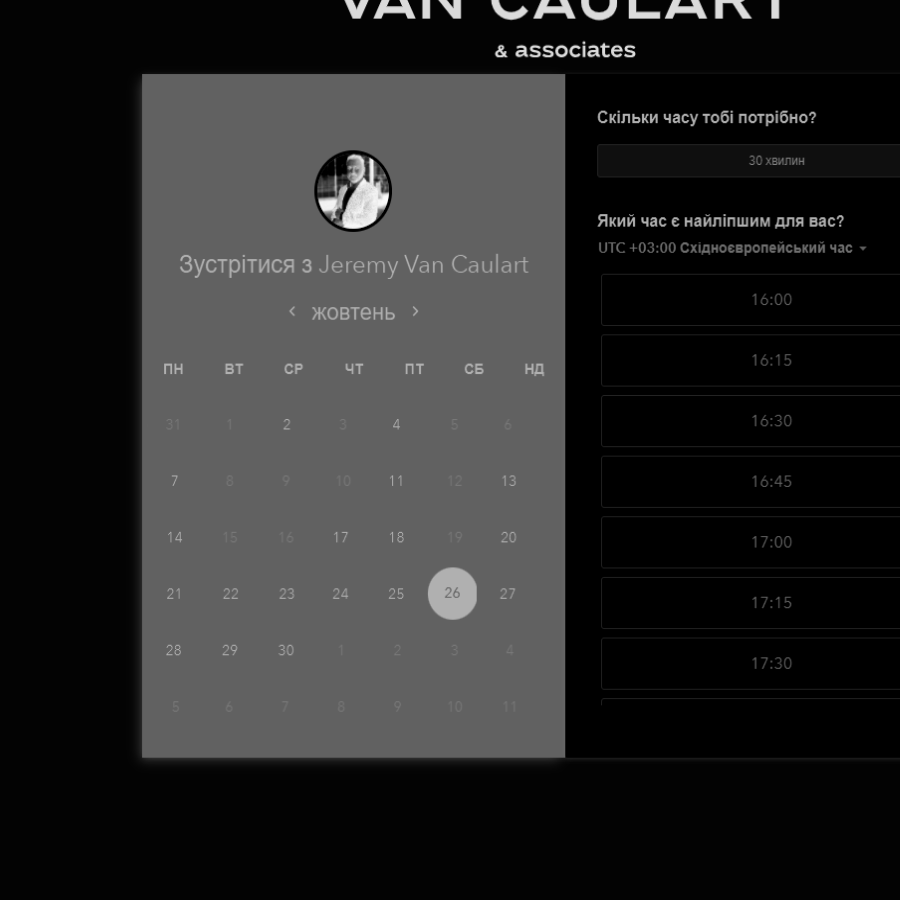 VAN CAULART
& associates
Зустрітися з Jeremy Van Caulart
жовтень
ПН ВТ СР ЧТ ПТ СБ НД
31 1 2 3 4 5 6
7 8 9 10 11 12 13
14 15 16 17 18 19 20
21 22 23 24 25 26 27
28 29 30 1 2 3 4
5 6 7 8 9 10 11
Скільки часу тобі потрібно?
30 хвилин
Який час є найліпшим для вас?
UTC +03:00 Східноєвропейський час
16:00
16:15
16:30
16:45
17:00
17:15
17:30